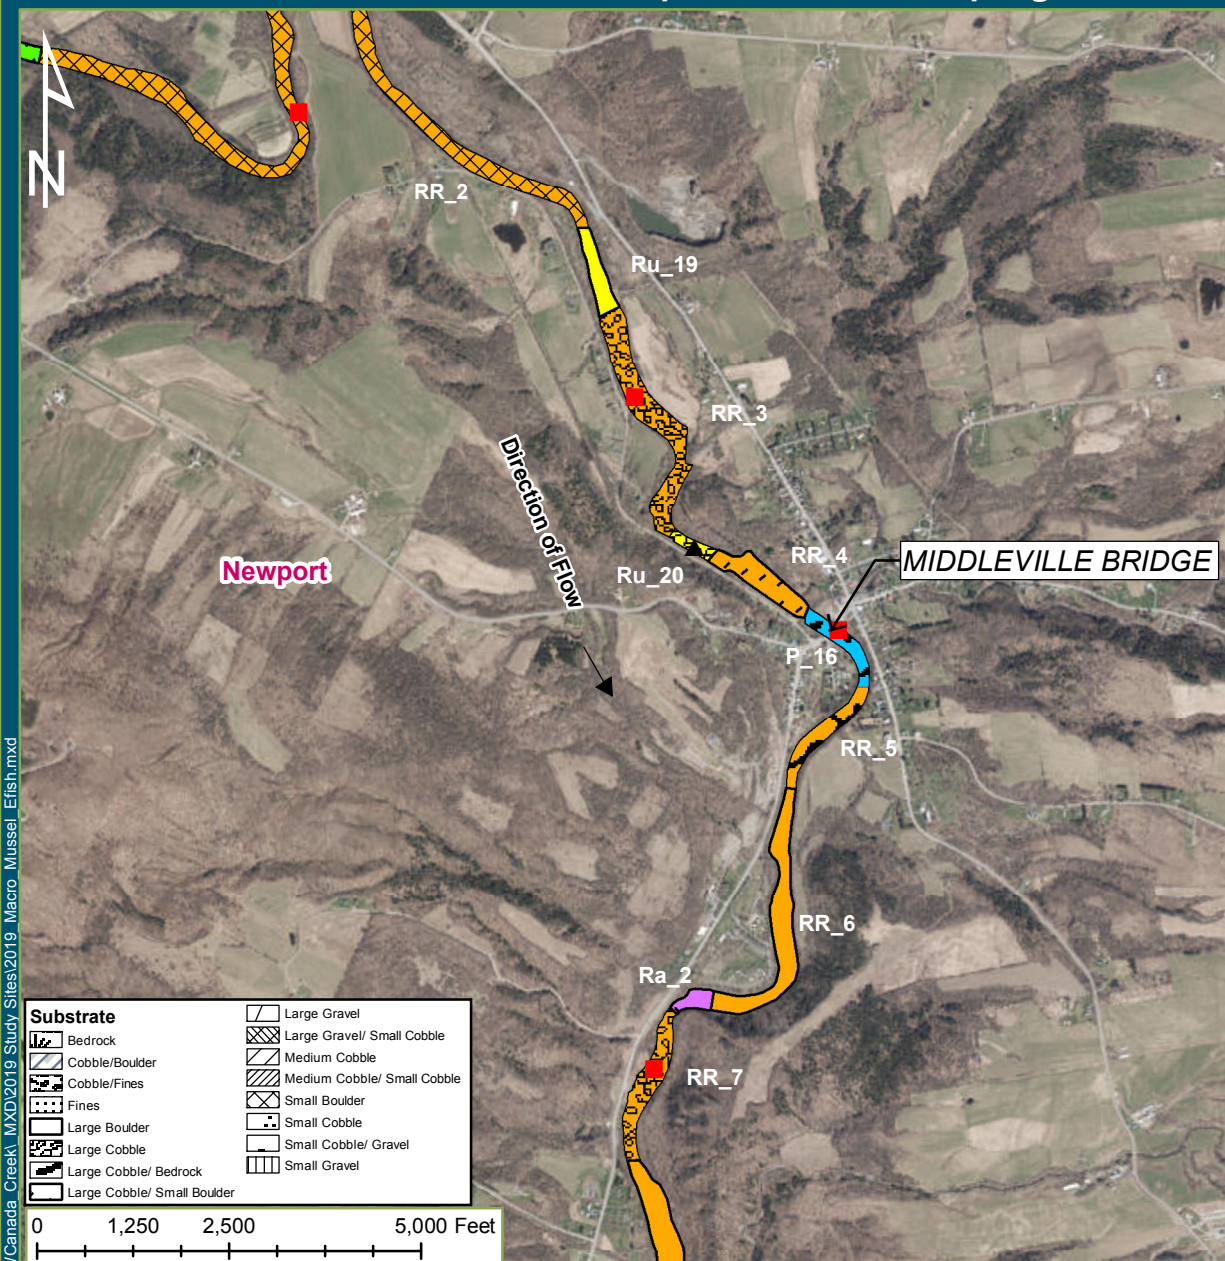 N
RR_2
Ru_19
RR_3
Direction of Flow
RR_4
MIDDLEVILLE BRIDGE
Newport
Ru_20
P_16
RR_5
RR_6
Ra_2
RR_7
Substrate
Bedrock
Cobble/Boulder
Cobble/Fines
Fines
Large Boulder
Large Cobble
Large Cobble/ Bedrock
Large Cobble/ Small Boulder
Large Gravel
Large Gravel/ Small Cobble
Medium Cobble
Medium Cobble/ Small Cobble
Small Boulder
Small Cobble
Small Cobble/ Gravel
Small Gravel
0 1,250 2,500 5,000 Feet
/Canada_Creek\_MXD\2019 Study Sites\2019_Macro_Mussel_Efish.mxd